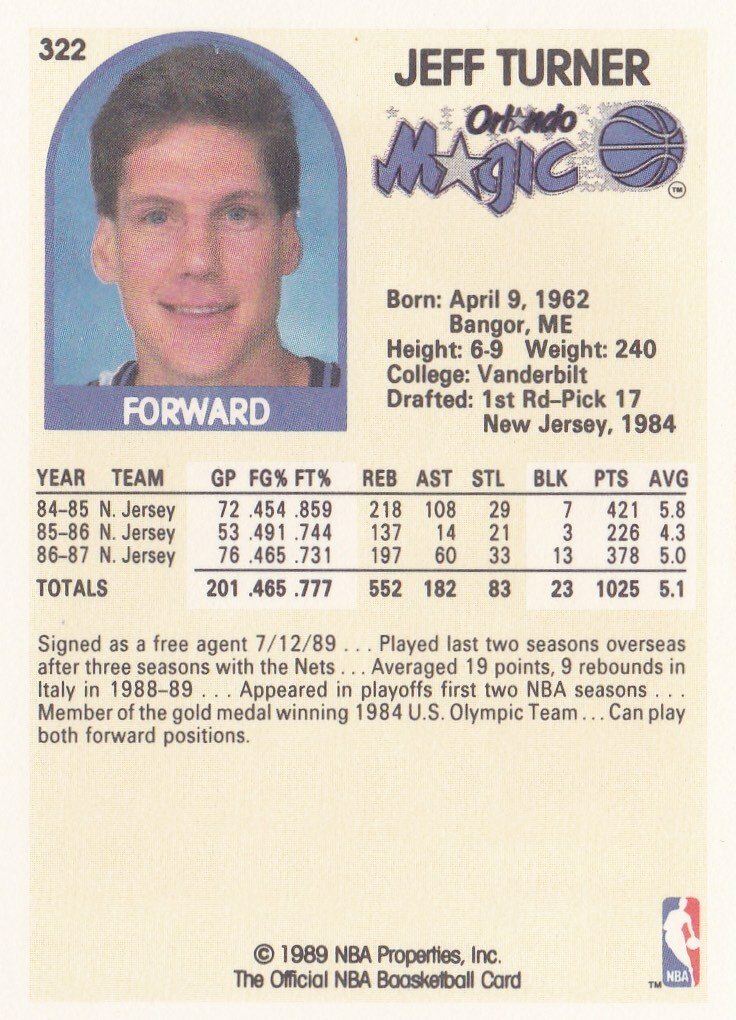 322
JEFF TURNER
Orlando
Magic
TM
Born: April 9, 1962
Bangor, ME
Height: 6-9 Weight: 240
College: Vanderbilt
Drafted: 1st Rd–Pick 17
New Jersey, 1984
FORWARD
YEAR TEAM GP FG% FT% REB AST STL BLK PTS AVG
84–85 N. Jersey 72 .454 .859 218 108 29 7 421 5.8
85–86 N. Jersey 53 .491 .744 137 14 21 3 226 4.3
86–87 N. Jersey 76 .465 .731 197 60 33 13 378 5.0
TOTALS 201 .465 .777 552 182 83 23 1025 5.1
Signed as a free agent 7/12/89 . . . Played last two seasons overseas
after three seasons with the Nets . . . Averaged 19 points, 9 rebounds in
Italy in 1988–89 . . . Appeared in playoffs first two NBA seasons . . .
Member of the gold medal winning 1984 U.S. Olympic Team . . . Can play
both forward positions.
© 1989 NBA Properties, Inc.
The Official NBA Baasketball Card
TM
NBA